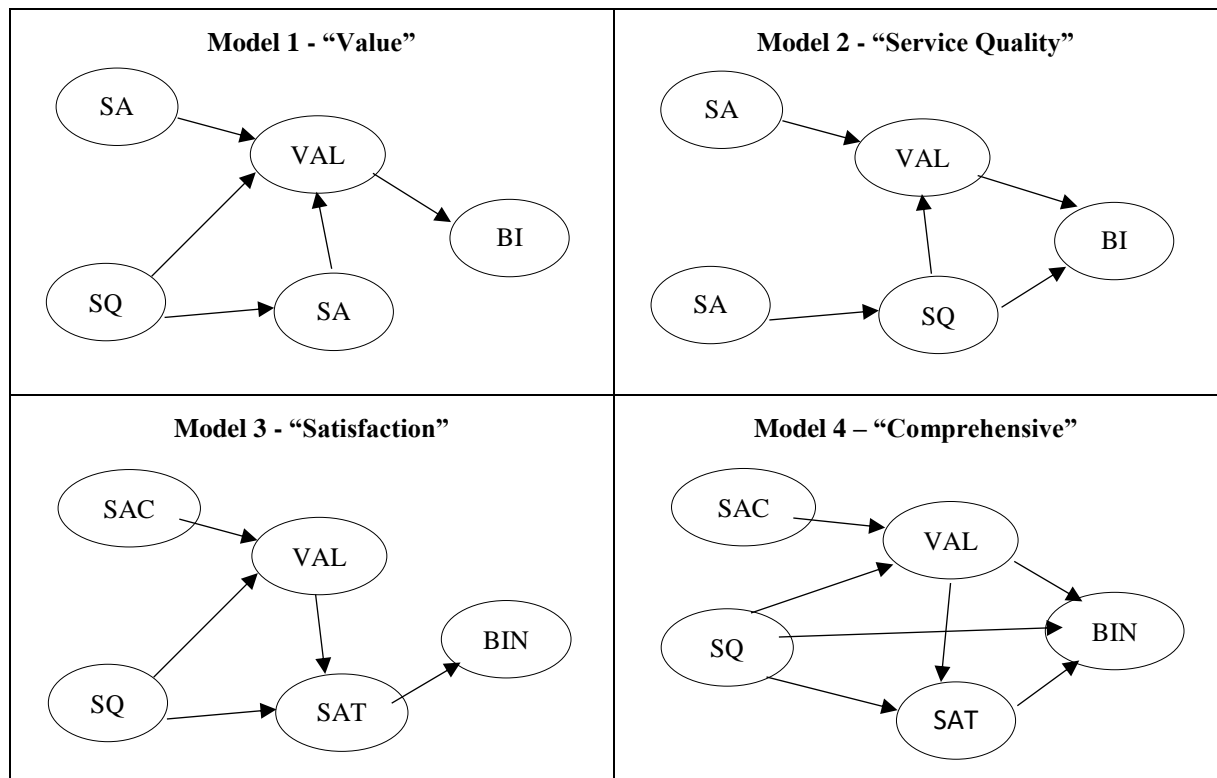 Model 1 - “Value”
SA
VAL
BI
SQ
SA
Model 2 - “Service Quality”
SA
VAL
BI
SA
SQ
Model 3 - “Satisfaction”
SAC
VAL
BIN
SQ
SAT
Model 4 – “Comprehensive”
SAC
VAL
BIN
SQ
SAT